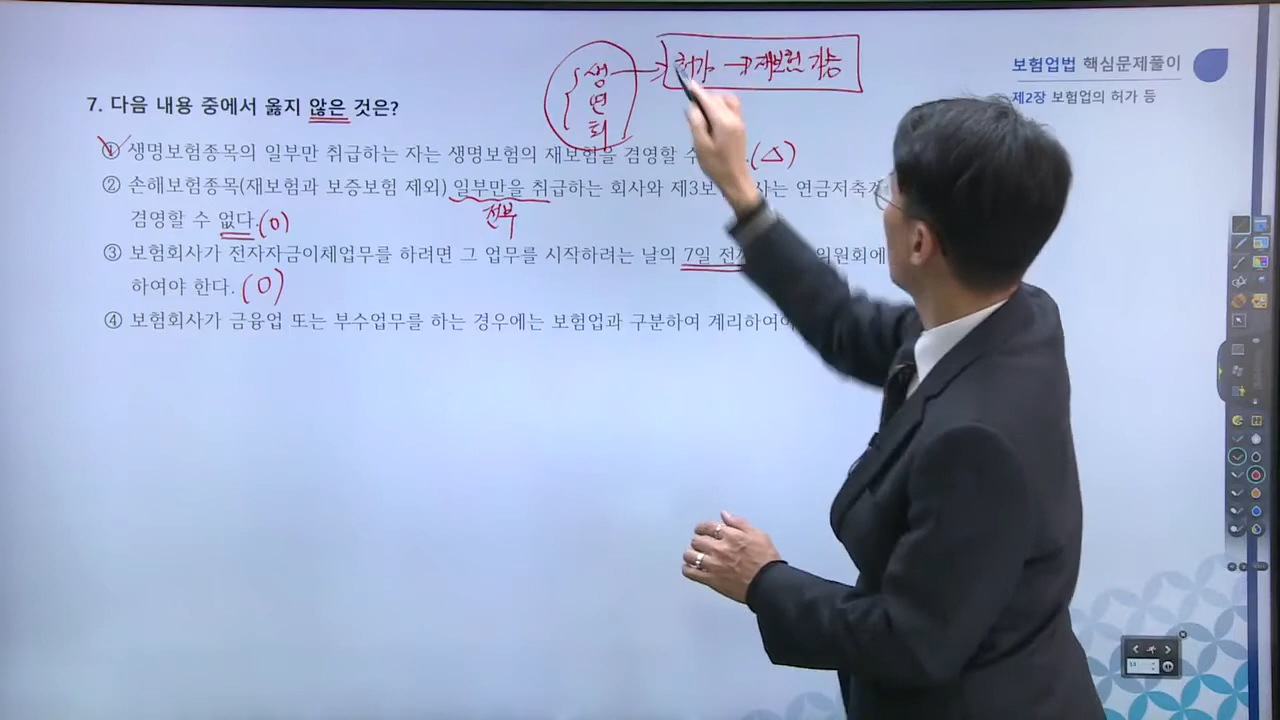 보험업법 핵심문제풀이
제2장 보험업의 허가 등
생 → 허가 → 재보험 가능
연
퇴
7. 다음 내용 중에서 옳지 않은 것은?
① 생명보험종목의 일부만 취급하는 자는 생명보험의 재보험을 겸영할 수 (△)
② 손해보험종목(재보험과 보증보험 제외) 일부만을 취급하는 회사와 제3보 는 연금저축
전부
겸영할 수 없다. (O)
③ 보험회사가 전자자금이체업무를 하려면 그 업무를 시작하려는 날의 7일 전 위원회에
하여야 한다. (O)
④ 보험회사가 금융업 또는 부수업무를 하는 경우에는 보험업과 구분하여 계리하여